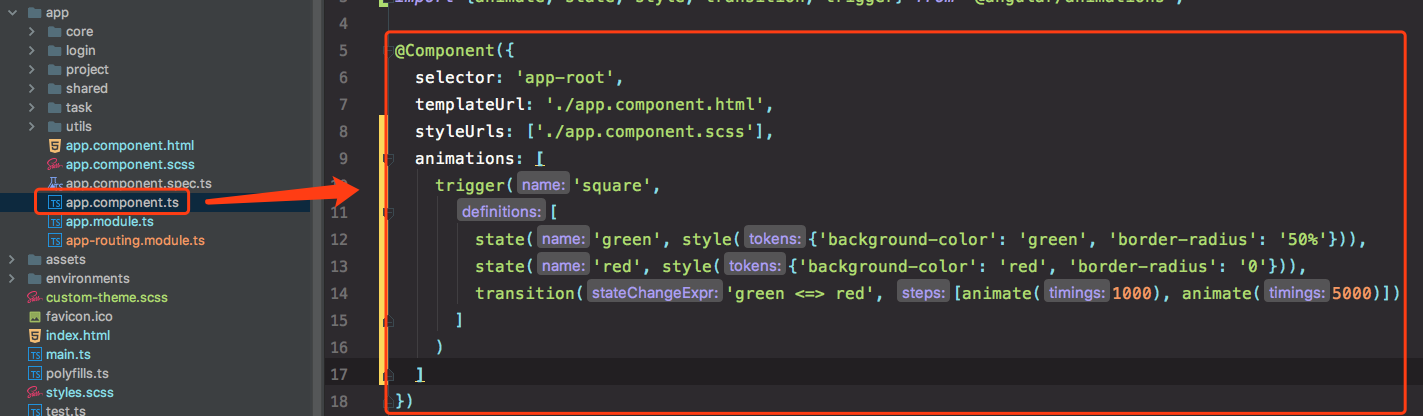 app
core
login
project
shared
task
utils
app.component.html
app.component.scss
app.component.spec.ts
app.component.ts
app.module.ts
app-routing.module.ts
assets
environments
custom-theme.scss
favicon.ico
index.html
main.ts
polyfills.ts
styles.scss
test.ts
3 import {animate, state, style, transition, trigger} from '@angular/animations';
4
5 @Component({
6 selector: 'app-root',
7 templateUrl: './app.component.html',
8 styleUrls: ['./app.component.scss'],
9 animations: [
10 trigger( name: 'square',
11 definitions: [
12 state( name: 'green', style( tokens: {'background-color': 'green', 'border-radius': '50%'})),
13 state( name: 'red', style( tokens: {'background-color': 'red', 'border-radius': '0'})),
14 transition( stateChangeExpr: 'green <=> red', steps: [animate( timings: 1000), animate( timings: 5000)])
15 ]
16 )
17 ]
18 })